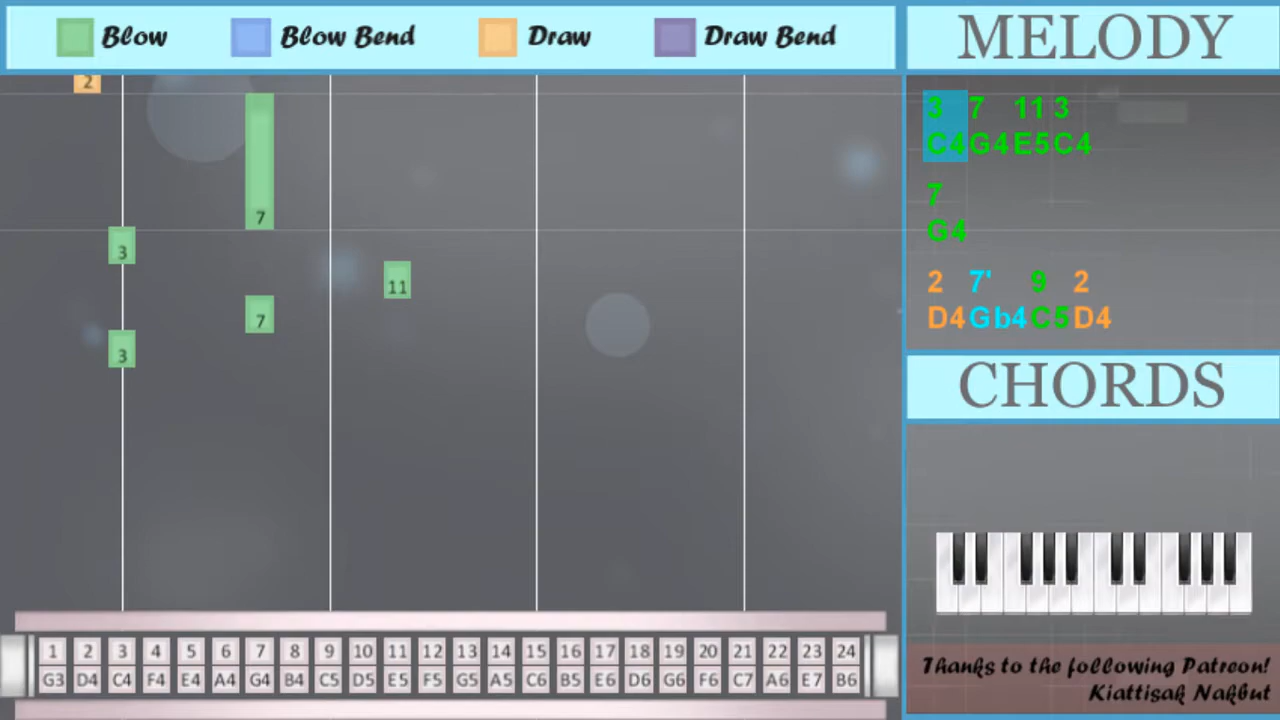 Blow Blow Bend Draw Draw Bend
MELODY
2
7
3
11
7
3
3 7 11 3
C4 G4 E5 C4
7
G4
2 7' 9 2
D4 Gb4 C5 D4
CHORDS
1 2 3 4 5 6 7 8 9 10 11 12 13 14 15 16 17 18 19 20 21 22 23 24
G3 D4 C4 F4 E4 A4 G4 B4 C5 D5 E5 F5 G5 A5 C6 B5 E6 D6 G6 F6 C7 A6 E7 B6
Thanks to the following Patreon!
Kiattisak Nakbut